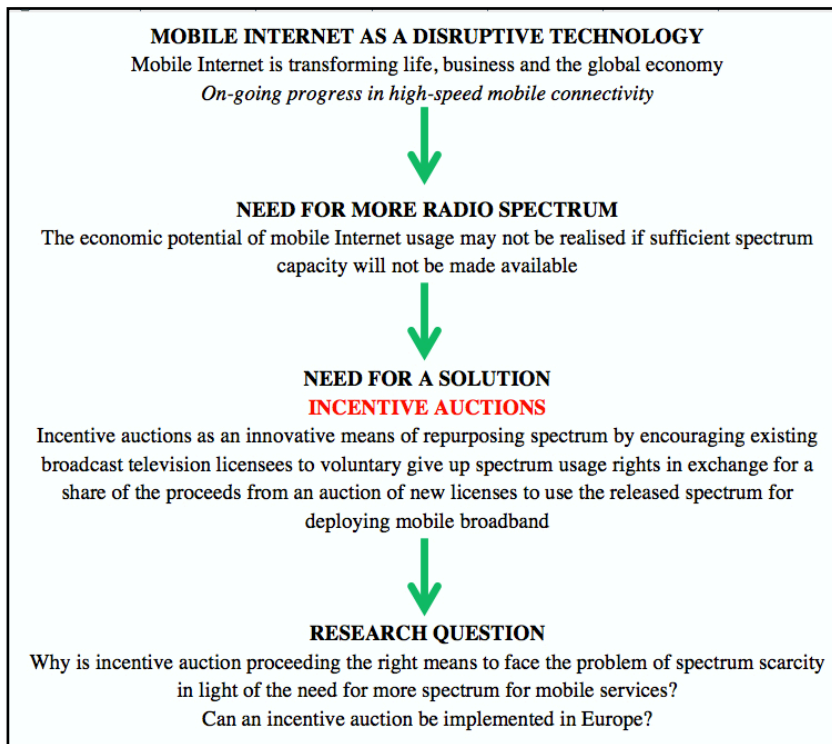 MOBILE INTERNET AS A DISRUPTIVE TECHNOLOGY
Mobile Internet is transforming life, business and the global economy
On-going progress in high-speed mobile connectivity
NEED FOR MORE RADIO SPECTRUM
The economic potential of mobile Internet usage may not be realised if sufficient spectrum
capacity will not be made available
NEED FOR A SOLUTION
INCENTIVE AUCTIONS
Incentive auctions as an innovative means of repurposing spectrum by encouraging existing
broadcast television licensees to voluntary give up spectrum usage rights in exchange for a
share of the proceeds from an auction of new licenses to use the released spectrum for
deploying mobile broadband
RESEARCH QUESTION
Why is incentive auction proceeding the right means to face the problem of spectrum scarcity
in light of the need for more spectrum for mobile services?
Can an incentive auction be implemented in Europe?